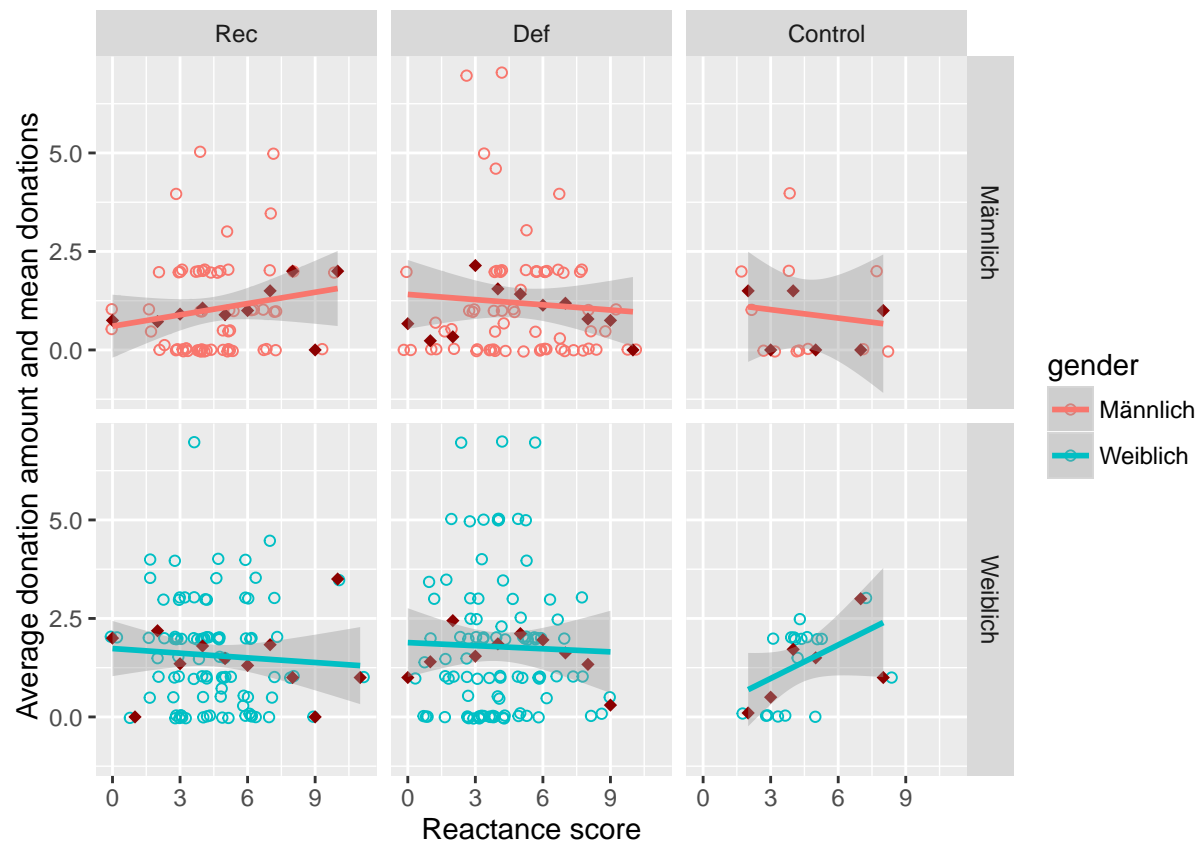 Rec
Def
Control
Average donation amount and mean donations
5.0
2.5
0.0
Männlich
5.0
2.5
0.0
Weiblich
0 3 6 9
0 3 6 9
0 3 6 9
Reactance score
gender
Männlich
Weiblich